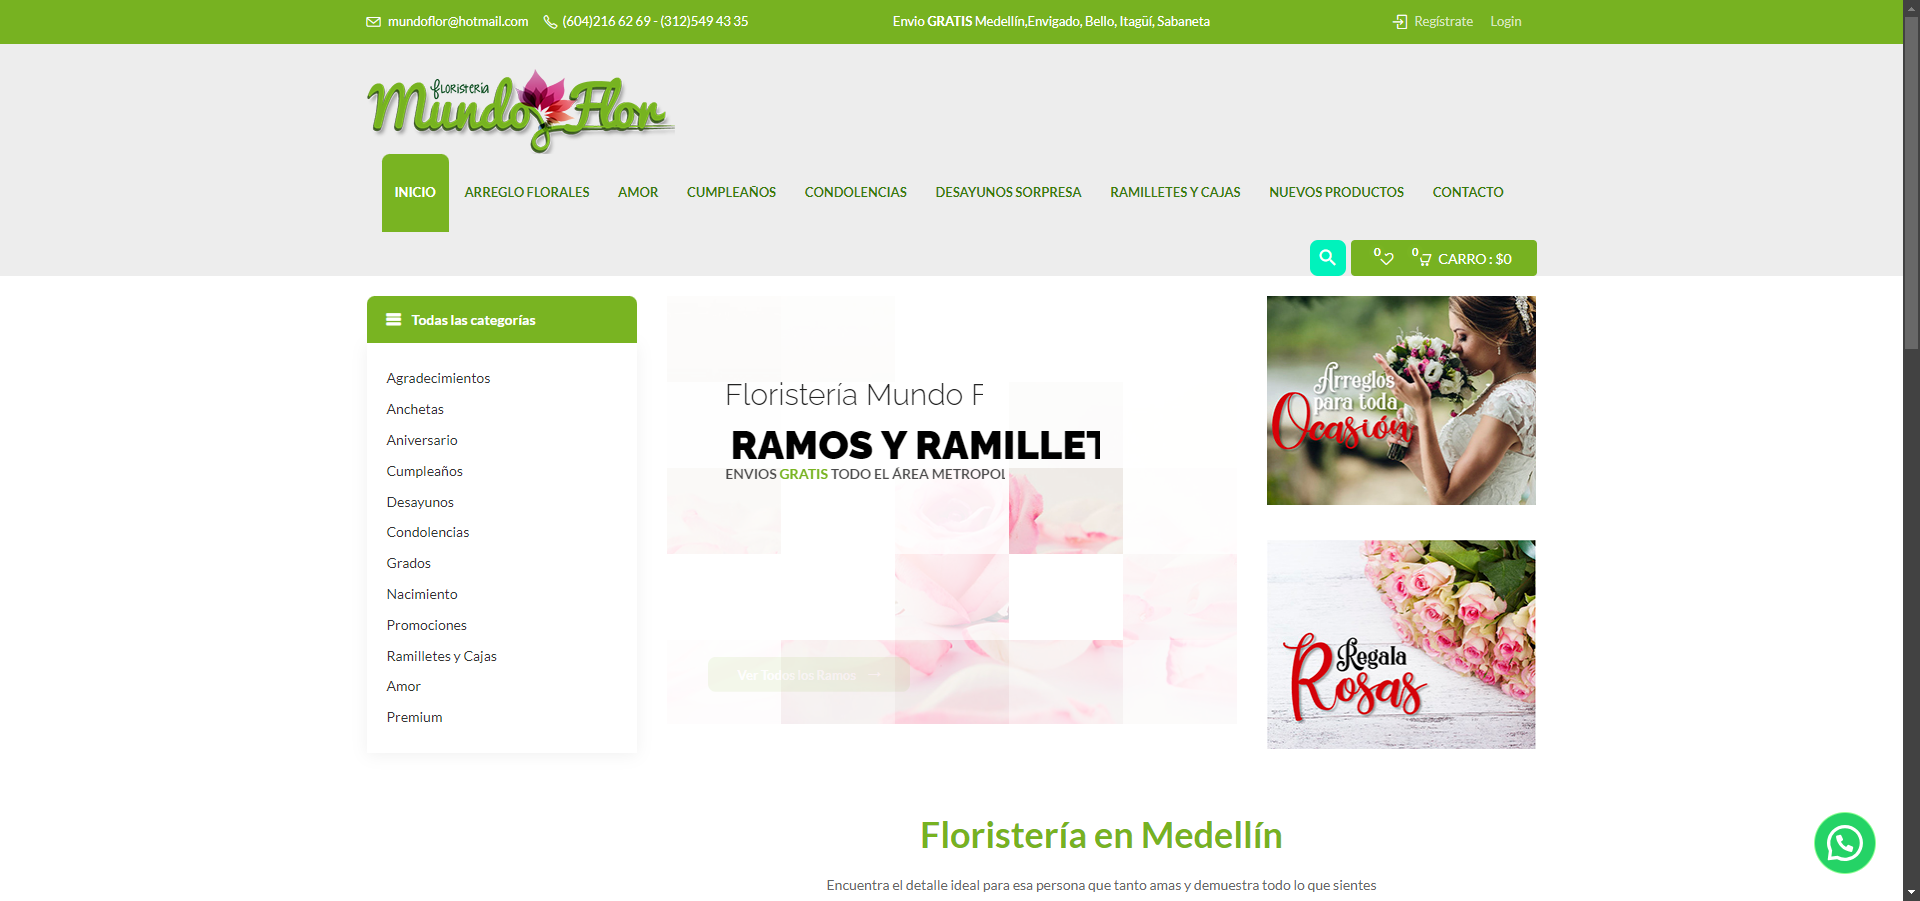 mundoflor@hotmail.com (604)216 62 69 - (312)549 43 35 Envio GRATIS Medellín,Envigado, Bello, Itagüí, Sabaneta Regístrate Login
floristería
Mundo Flor
INICIO ARREGLO FLORALES AMOR CUMPLEAÑOS CONDOLENCIAS DESAYUNOS SORPRESA RAMILLETES Y CAJAS NUEVOS PRODUCTOS CONTACTO
0 0 CARRO : $0
Todas las categorías
Agradecimientos
Anchetas
Aniversario
Cumpleaños
Desayunos
Condolencias
Grados
Nacimiento
Promociones
Ramilletes y Cajas
Amor
Premium
Floristería Mundo F
RAMOS Y RAMILLET
ENVIOS GRATIS TODO EL ÁREA METROPOL
Ver Todos los Ramos →
Arreglos
para toda
Ocasión
Regala
Rosas
Floristería en Medellín
Encuentra el detalle ideal para esa persona que tanto amas y demuestra todo lo que sientes